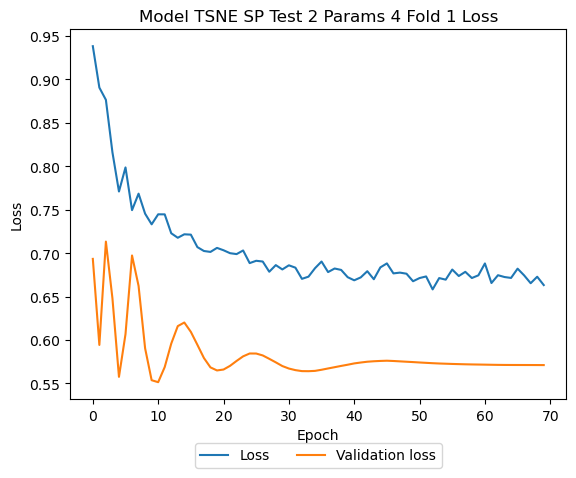 Model TSNE SP Test 2 Params 4 Fold 1 Loss
0.95
0.90
0.85
0.80
0.75
0.70
0.65
0.60
0.55
Loss
0 10 20 30 40 50 60 70
Epoch
Loss Validation loss